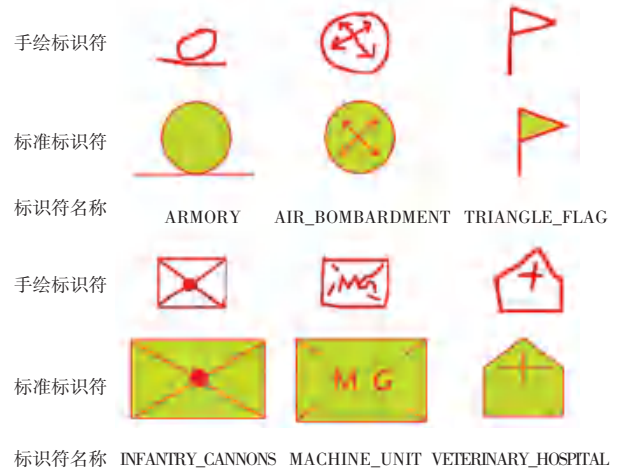 手绘标识符
标准标识符
标识符名称 ARMORY AIR_BOMBARDMENT TRIANGLE_FLAG
手绘标识符 MG
标准标识符 M G
标识符名称 INFANTRY_CANNONS MACHINE_UNIT VETERINARY_HOSPITAL